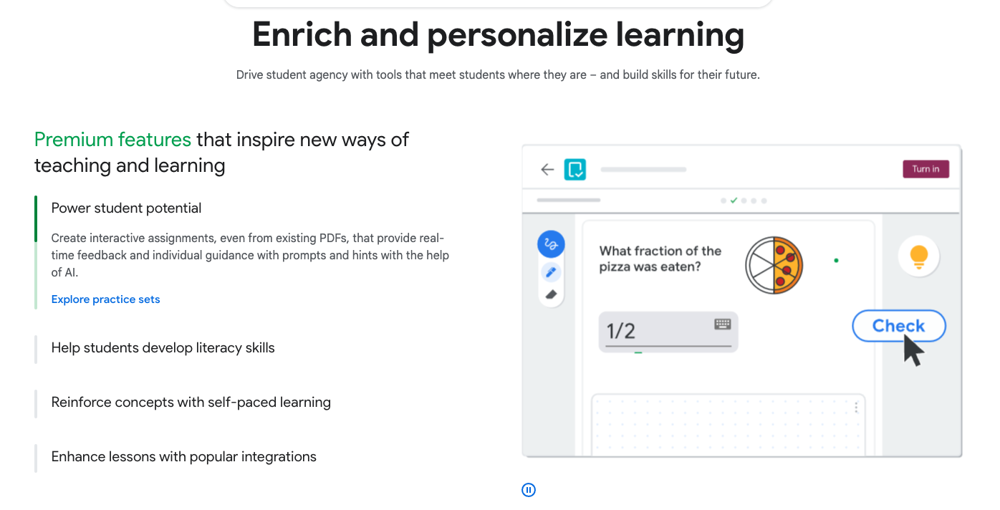 Enrich and personalize learning
Drive student agency with tools that meet students where they are – and build skills for their future.
Premium features that inspire new ways of
teaching and learning
Power student potential
Create interactive assignments, even from existing PDFs, that provide real-
time feedback and individual guidance with prompts and hints with the help
of AI.
Explore practice sets
Help students develop literacy skills
Reinforce concepts with self-paced learning
Enhance lessons with popular integrations
Turn in
What fraction of the
pizza was eaten?
1/2
Check